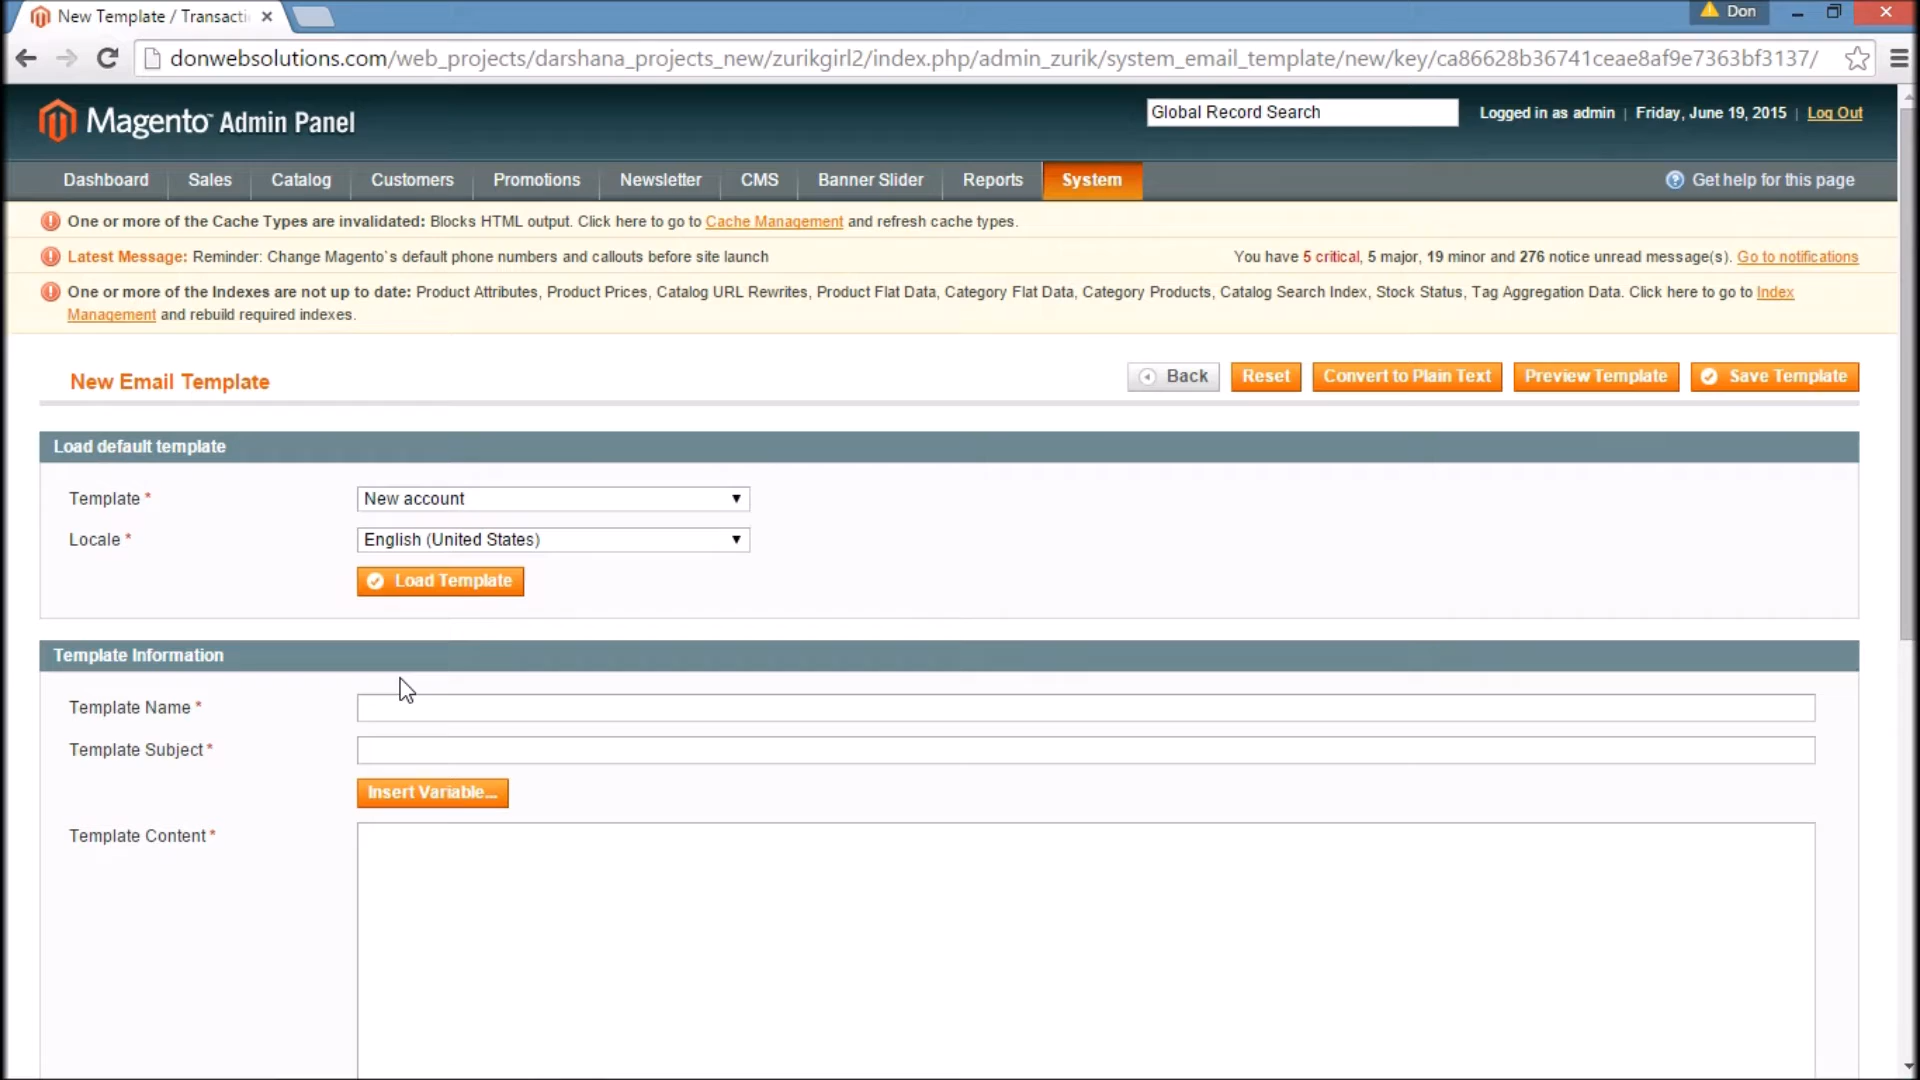 New Template / Transacti
Don
donwebsolutions.com/web_projects/darshana_projects_new/zurikgirl2/index.php/admin_zurik/system_email_template/new/key/ca86628b36741ceae8af9e7363bf3137/
Magento Admin Panel
Global Record Search
Logged in as admin | Friday, June 19, 2015 | Log Out
Dashboard Sales Catalog Customers Promotions Newsletter CMS Banner Slider Reports System
Get help for this page
One or more of the Cache Types are invalidated: Blocks HTML output. Click here to go to Cache Management and refresh cache types.
Latest Message: Reminder: Change Magento`s default phone numbers and callouts before site launch
You have 5 critical, 5 major, 19 minor and 276 notice unread message(s). Go to notifications
One or more of the Indexes are not up to date: Product Attributes, Product Prices, Catalog URL Rewrites, Product Flat Data, Category Flat Data, Category Products, Catalog Search Index, Stock Status, Tag Aggregation Data. Click here to go to Index
Management and rebuild required indexes.
New Email Template
Back Reset Convert to Plain Text Preview Template Save Template
Load default template
Template * New account
Locale * English (United States)
Load Template
Template Information
Template Name *
Template Subject *
Insert Variable...
Template Content *